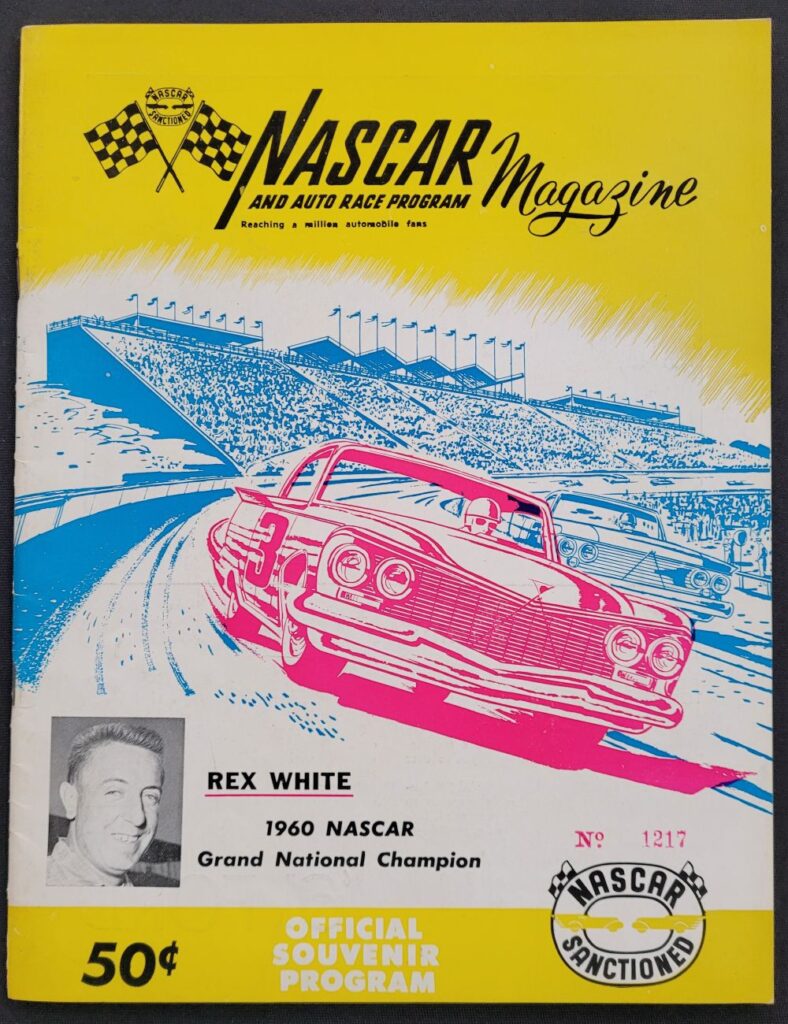 NASCAR
SANCTIONED
NASCAR Magazine
AND AUTO RACE PROGRAM
Reaching a million automobile fans
3
REX WHITE
1960 NASCAR
Grand National Champion
Nº 1217
NASCAR
SANCTIONED
50¢
OFFICIAL
SOUVENIR
PROGRAM